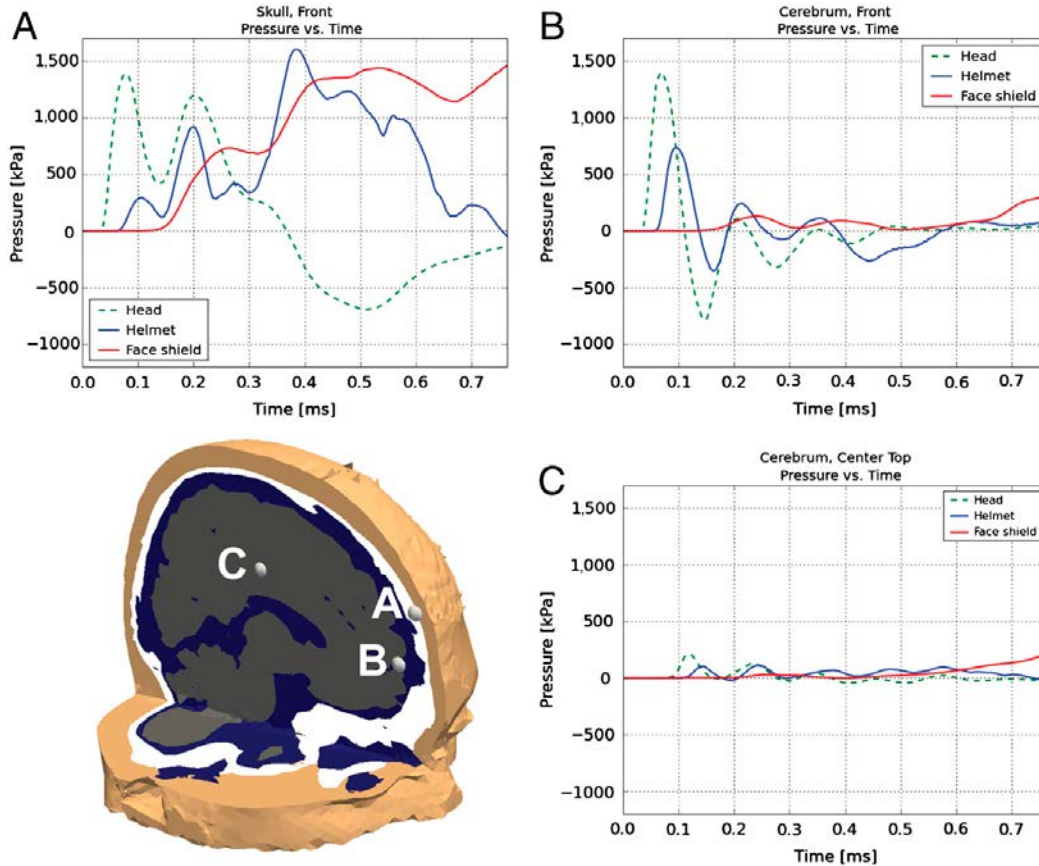 A
Skull, Front
Pressure vs. Time
Pressure [kPa]
1,500
1,000
500
0
−500
−1000
Head
Helmet
Face shield
0.0 0.1 0.2 0.3 0.4 0.5 0.6 0.7
Time [ms]
B
Cerebrum, Front
Pressure vs. Time
Pressure [kPa]
1,500
1,000
500
0
−500
−1000
Head
Helmet
Face shield
0.0 0.1 0.2 0.3 0.4 0.5 0.6 0.7
Time [ms]
C
A
B
C
Cerebrum, Center Top
Pressure vs. Time
Pressure [kPa]
1,500
1,000
500
0
−500
−1000
Head
Helmet
Face shield
0.0 0.1 0.2 0.3 0.4 0.5 0.6 0.7
Time [ms]